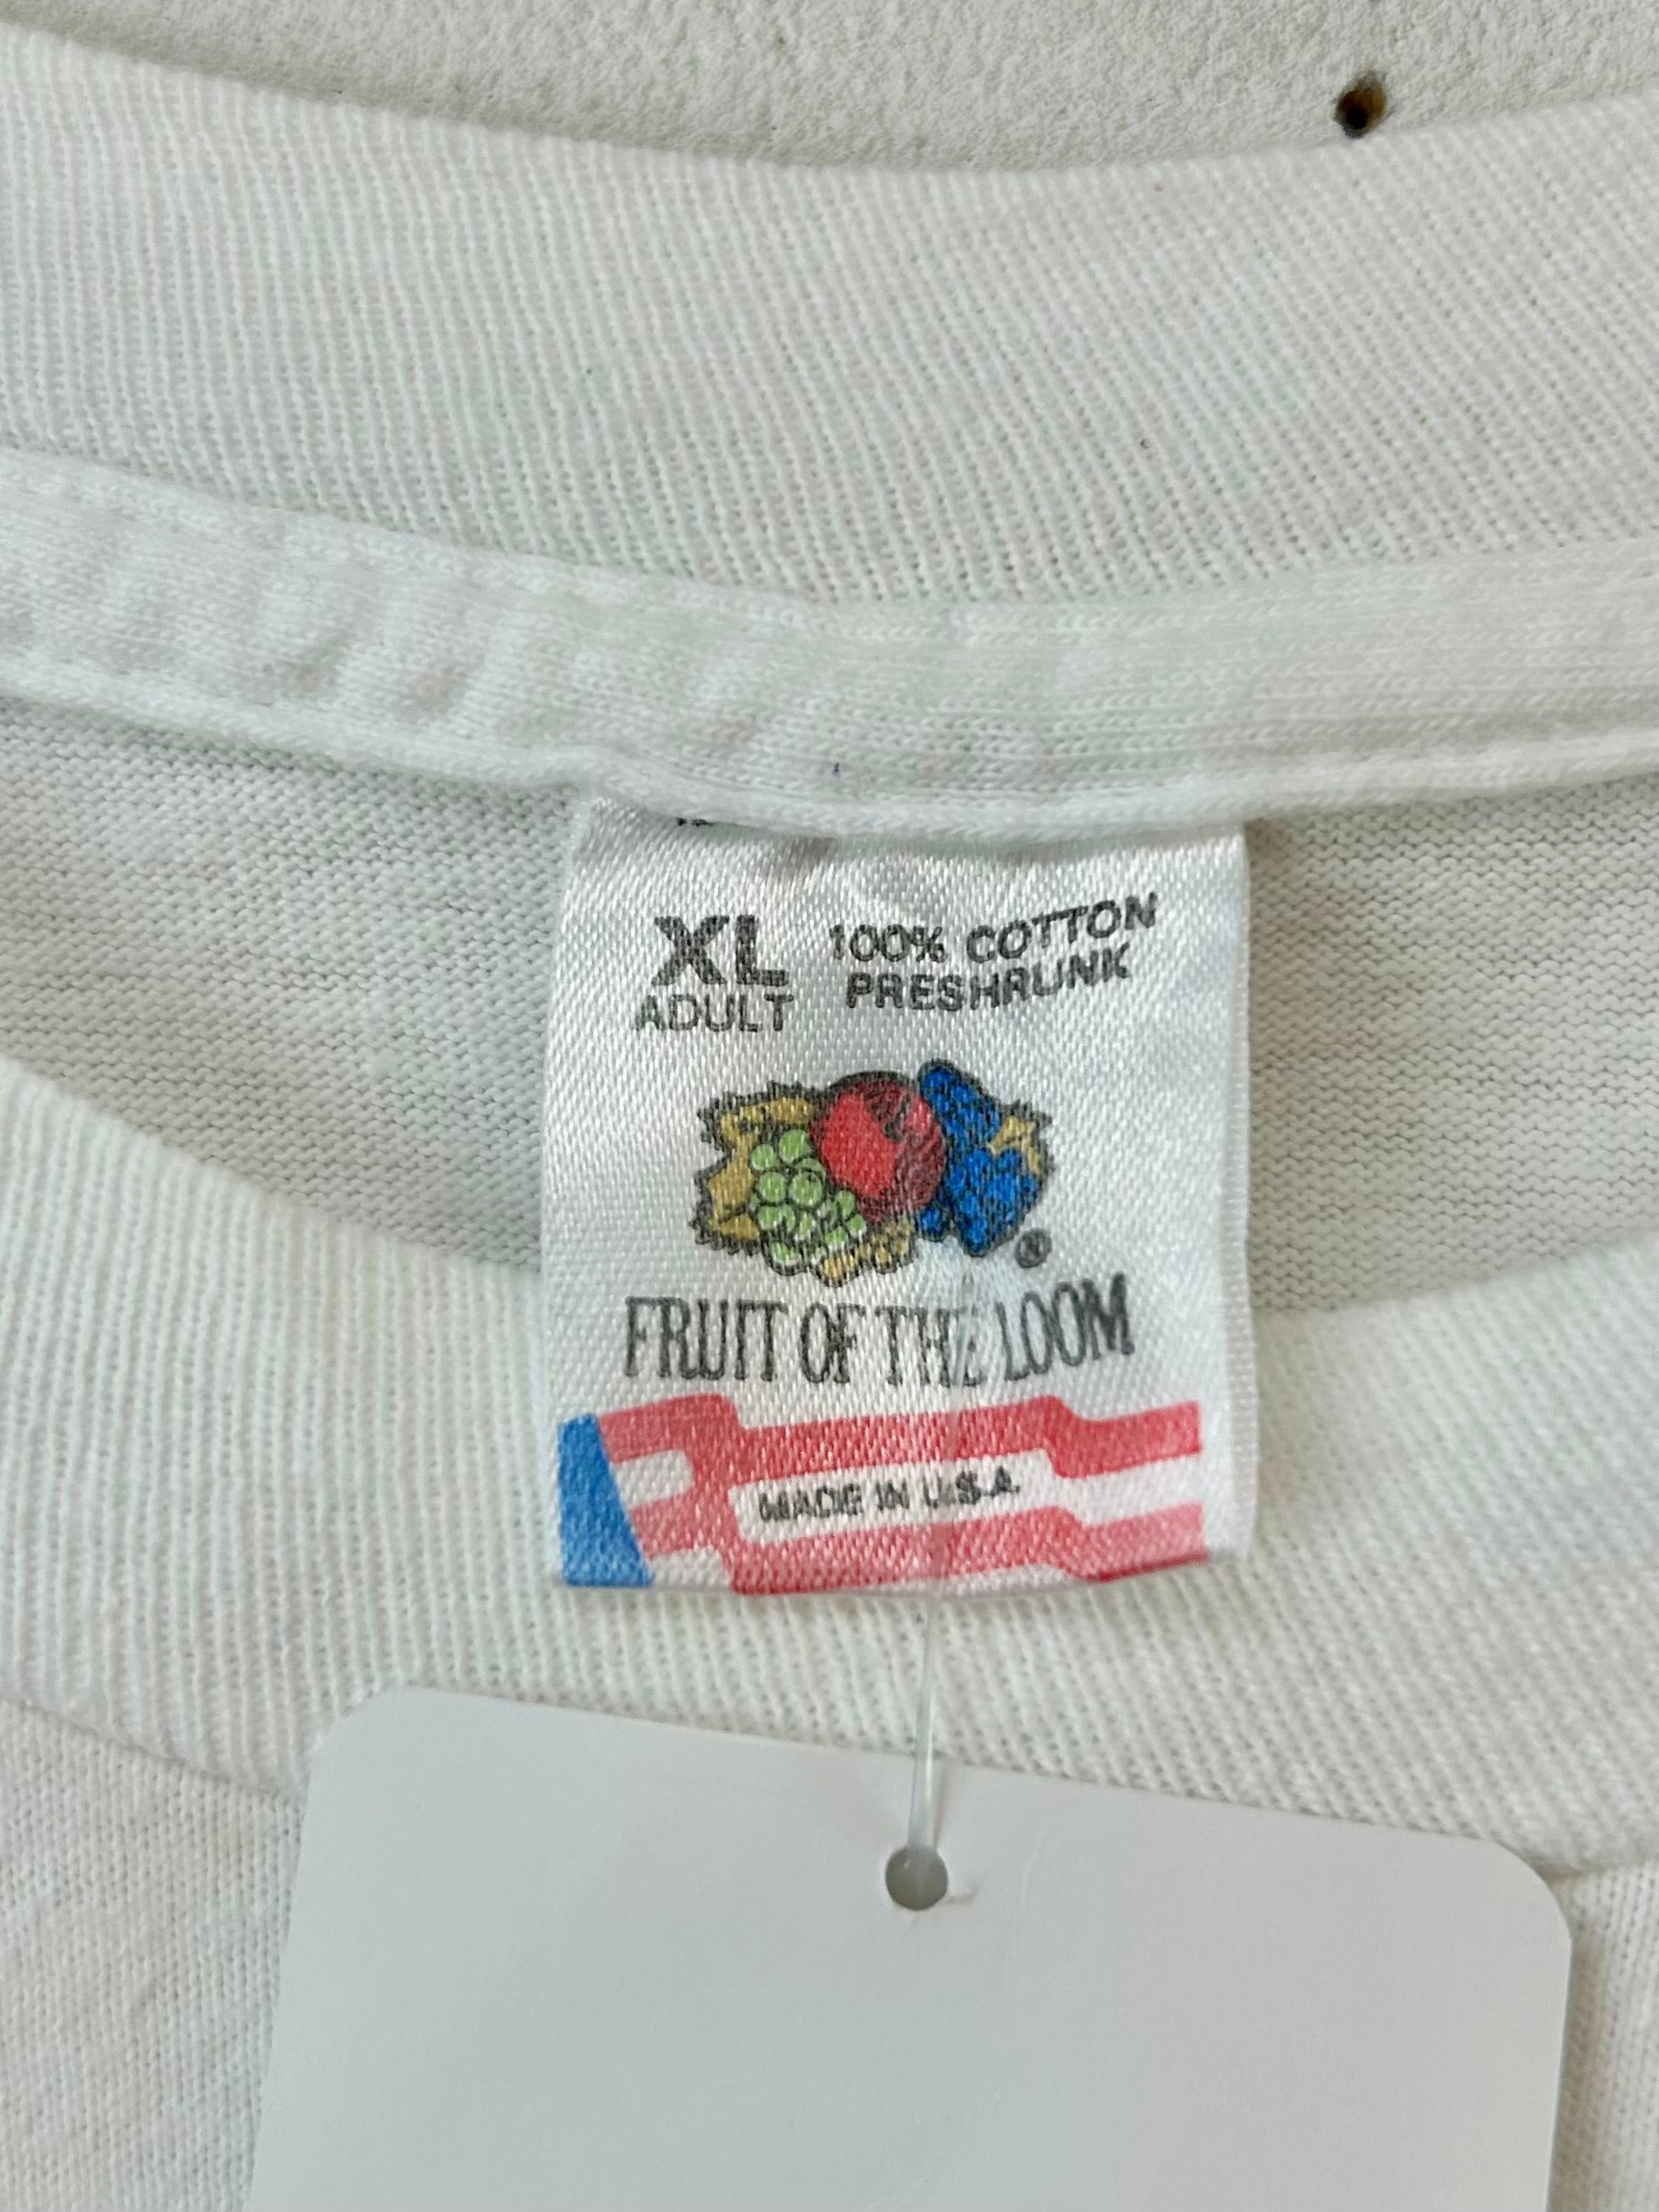 XL 100% COTTON
ADULT PRESHRUNK
®
FRUIT OF THE LOOM
MADE IN U.S.A.